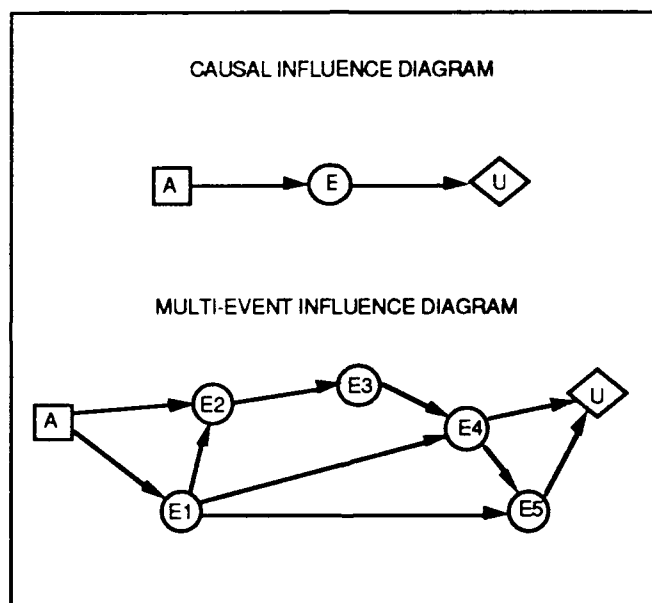 CAUSAL INFLUENCE DIAGRAM
A E U
MULTI-EVENT INFLUENCE DIAGRAM
E3
A E2 U
E4
E1 E5